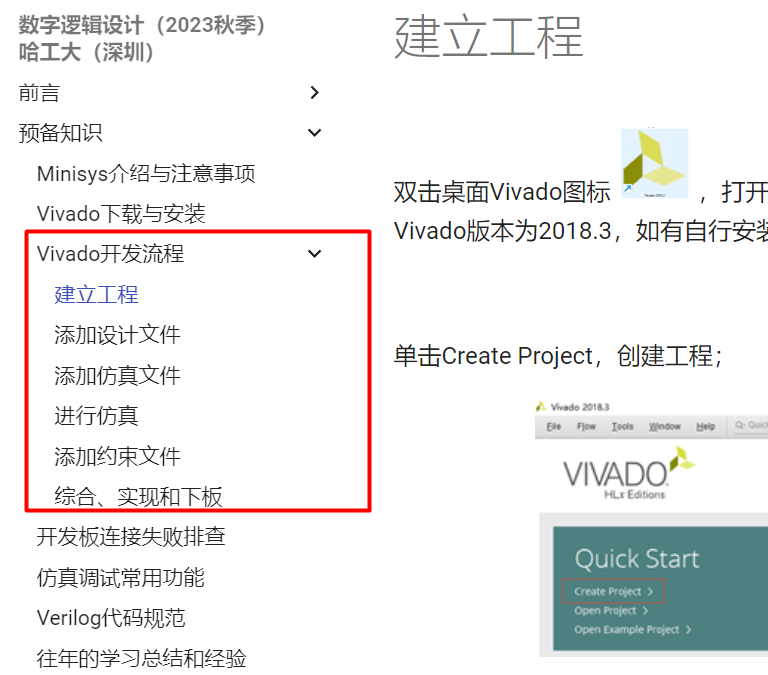 数字逻辑设计（2023秋季）
哈工大（深圳）
前言
预备知识
Minisys介绍与注意事项
Vivado下载与安装
Vivado开发流程
建立工程
添加设计文件
添加仿真文件
进行仿真
添加约束文件
综合、实现和下板
开发板连接失败排查
仿真调试常用功能
Verilog代码规范
往年的学习总结和经验
建立工程
双击桌面Vivado图标 ，打开
Vivado版本为2018.3，如有自行安装
单击Create Project，创建工程；
Vivado 2018.3
File Flow Tools Window Help Quick
VIVADO
HLx Editions
Quick Start
Create Project >
Open Project >
Open Example Project >